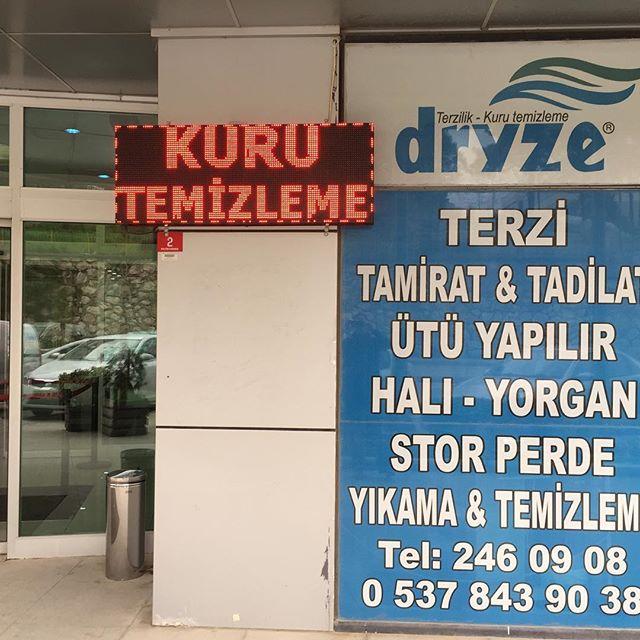 KURU
TEMİZLEME
2
Terzilik - Kuru temizleme
dryze®
TERZİ
TAMİRAT & TADİLAT
ÜTÜ YAPILIR
HALI - YORGAN
STOR PERDE
YIKAMA & TEMİZLEM
Tel: 246 09 08
0 537 843 90 38